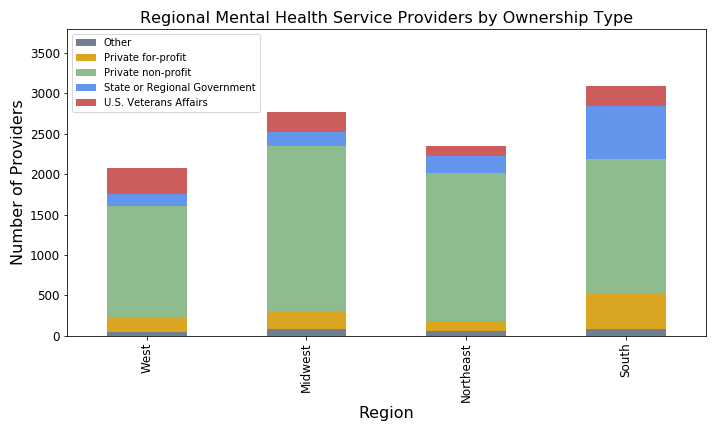 Regional Mental Health Service Providers by Ownership Type
Other
Private for-profit
Private non-profit
State or Regional Government
U.S. Veterans Affairs
Number of Providers
3500
3000
2500
2000
1500
1000
500
0
West
Midwest
Northeast
South
Region